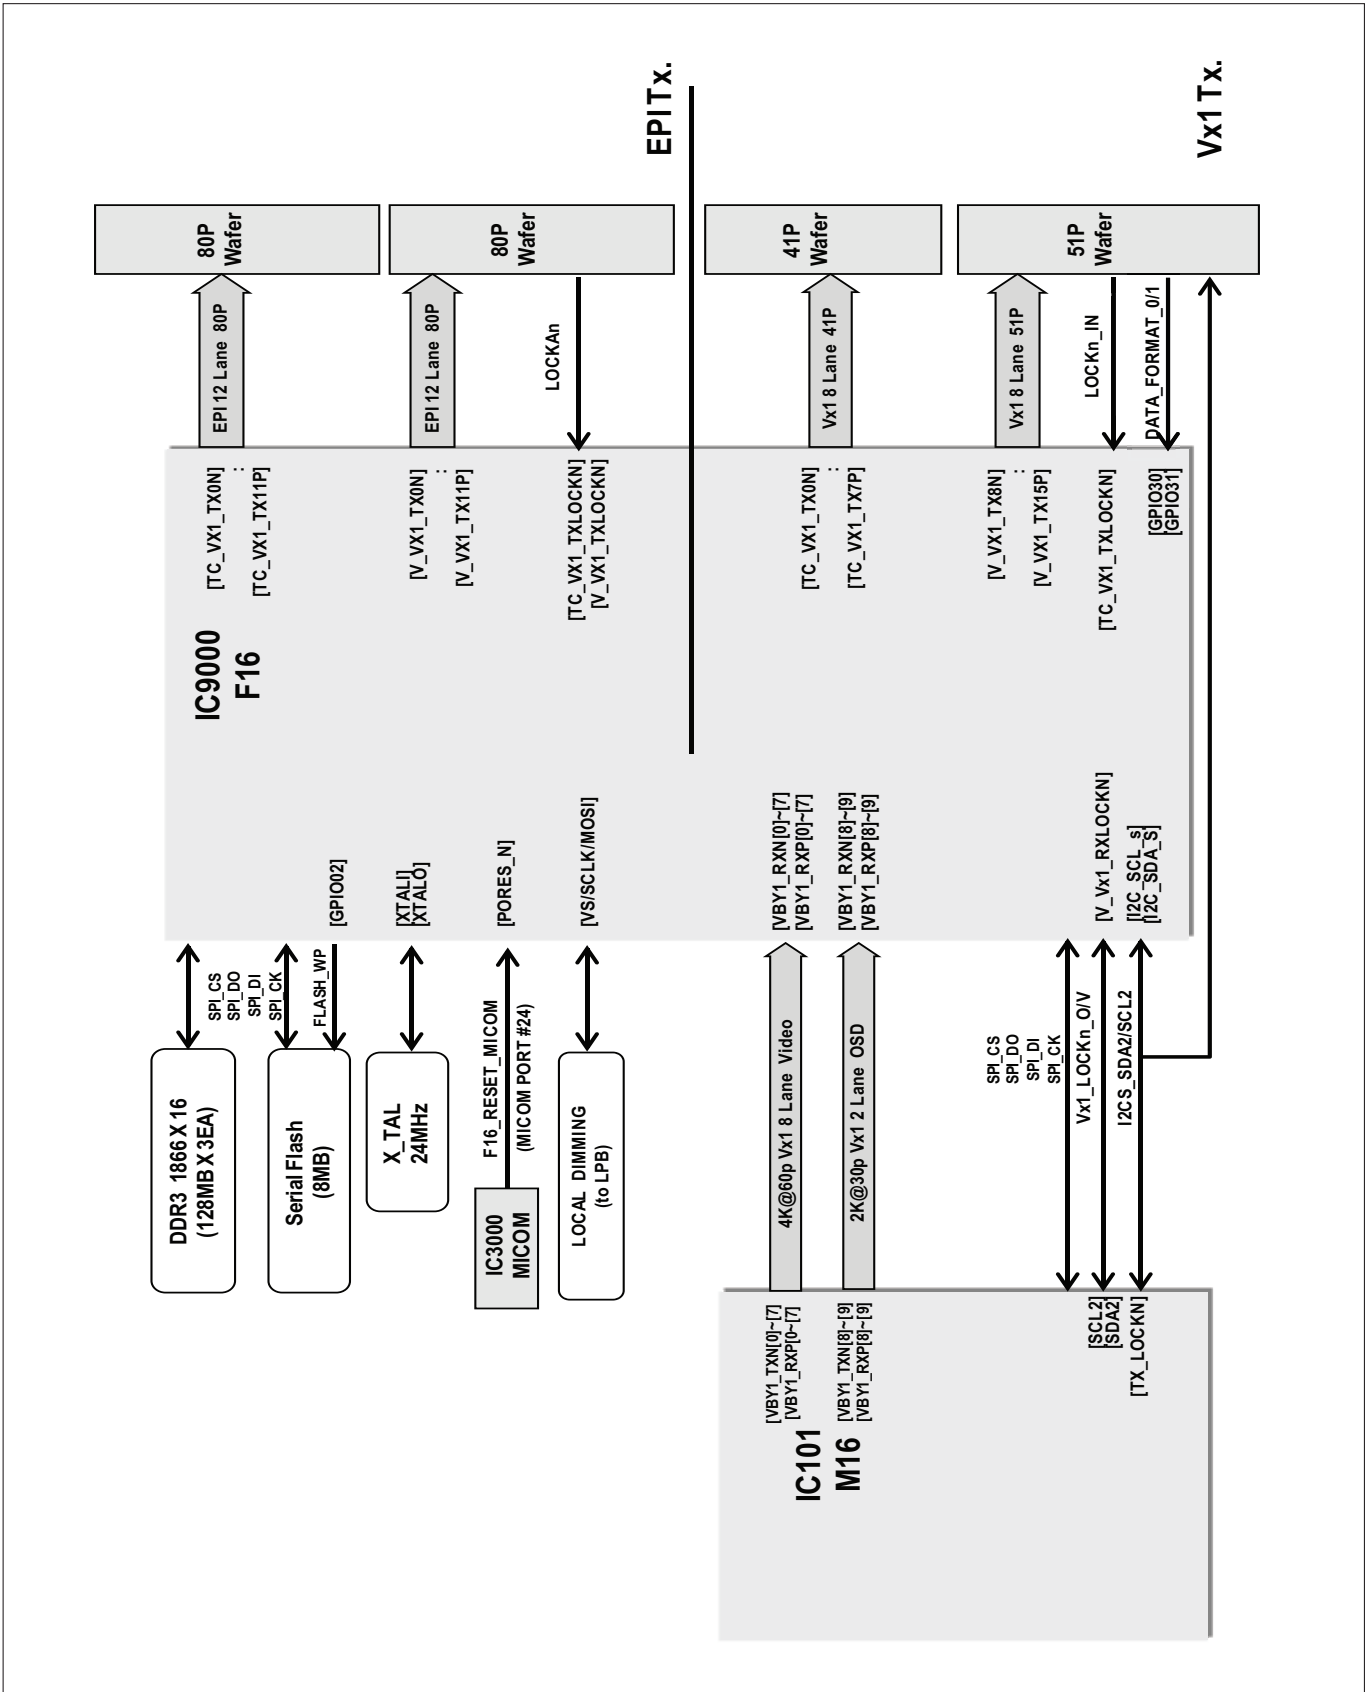 DDR3 1866 X 16
(128MB X 3EA)
Serial Flash
(8MB)
X_TAL
24MHz
IC3000
MICOM
LOCAL DIMMING
(to LPB)
SPI_CS
SPI_DO
SPI_DI
SPI_CK
FLASH_WP
F16_RESET_MICOM
(MICOM PORT #24)
[GPIO02]
[XTALI]
[XTALO]
[PORES_N]
[VS/SCLK/MOSI]
IC9000
F16
[TC_VX1_TX0N]
:
[TC_VX1_TX11P]
[V_VX1_TX0N]
:
[V_VX1_TX11P]
[TC_VX1_TXLOCKN]
[V_VX1_TXLOCKN]
EPI 12 Lane 80P
EPI 12 Lane 80P
LOCKAn
80P
Wafer
80P
Wafer
EPI Tx.
IC101
M16
[VBY1_TXN[0]~[7]
[VBY1_RXP[0~[7]
[VBY1_TXN[8]~[9]
[VBY1_RXP[8]~[9]
[SCL2]
[SDA2]
[TX_LOCKN]
4K@60p Vx1 8 Lane Video
2K@30p Vx1 2 Lane OSD
SPI_CS
SPI_DO
SPI_DI
SPI_CK
Vx1_LOCKn_O/V
I2CS_SDA2/SCL2
[VBY1_RXN[0]~[7]
[VBY1_RXP[0]~[7]
[VBY1_RXN[8]~[9]
[VBY1_RXP[8]~[9]
[V_Vx1_RXLOCKN]
[I2C_SCL_s]
[I2C_SDA_S]
[TC_VX1_TX0N]
:
[TC_VX1_TX7P]
[V_VX1_TX8N]
:
[V_VX1_TX15P]
[TC_VX1_TXLOCKN]
[GPIO30]
[GPIO31]
Vx1 8 Lane 41P
Vx1 8 Lane 51P
LOCKn_IN
DATA_FORMAT_0/1
41P
Wafer
51P
Wafer
Vx1 Tx.